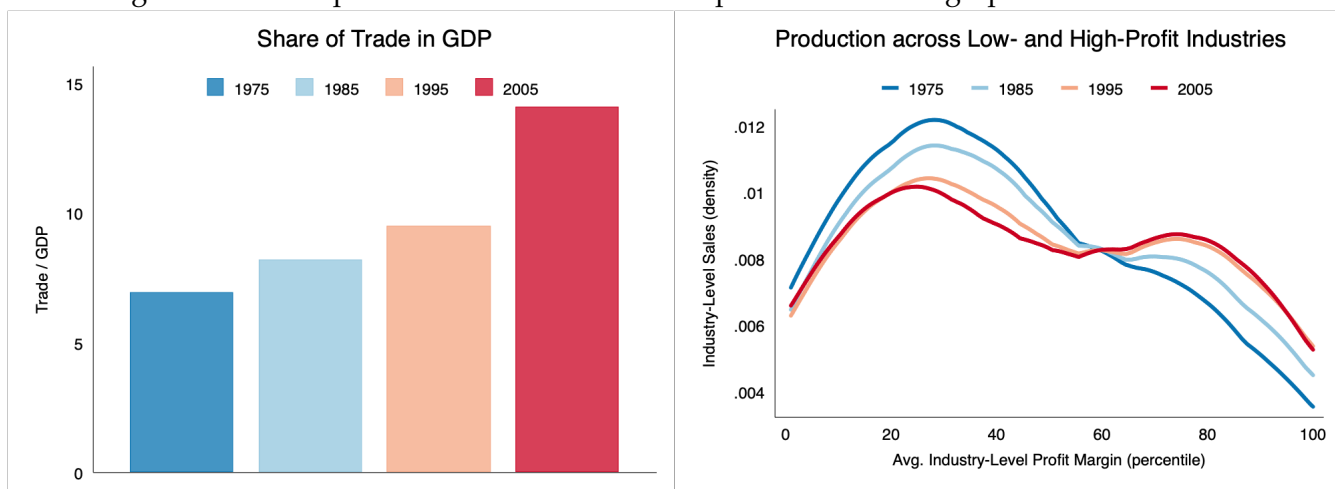 Share of Trade in GDP
1975 1985 1995 2005
15
10
5
0
Trade / GDP
Production across Low- and High-Profit Industries
1975 1985 1995 2005
.012
.01
.008
.006
.004
Industry-Level Sales (density)
0 20 40 60 80 100
Avg. Industry-Level Profit Margin (percentile)